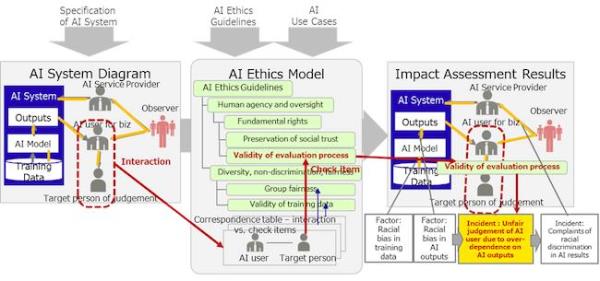 Specification
of AI System
AI Ethics
Guidelines
AI
Use Cases
AI System Diagram
AI Service Provider
AI System
Outputs
AI Model
Training
Data
AI user for biz
Observer
Interaction
Target person of judgement
AI Ethics Model
AI Ethics Guidelines
Human agency and oversight
Fundamental rights
Preservation of social trust
Validity of evaluation process
Diversity, non-discrimination, fairness
Check Item
Group fairness
Validity of training data
Correspondence table – interaction
vs. check items
AI user
Target person
Impact Assessment Results
AI Service Provider
AI System
Outputs
AI Model
Training
Data
AI user for biz
Observer
Validity of evaluation process
Target person of judgement
Factor:
Racial
bias in
training
data
Factor:
Racial
bias in
AI
outputs
Incident : Unfair
judgement of AI
user due to over-
dependence on
AI outputs
Incident:
Complaints of
racial
discrimination
in AI results